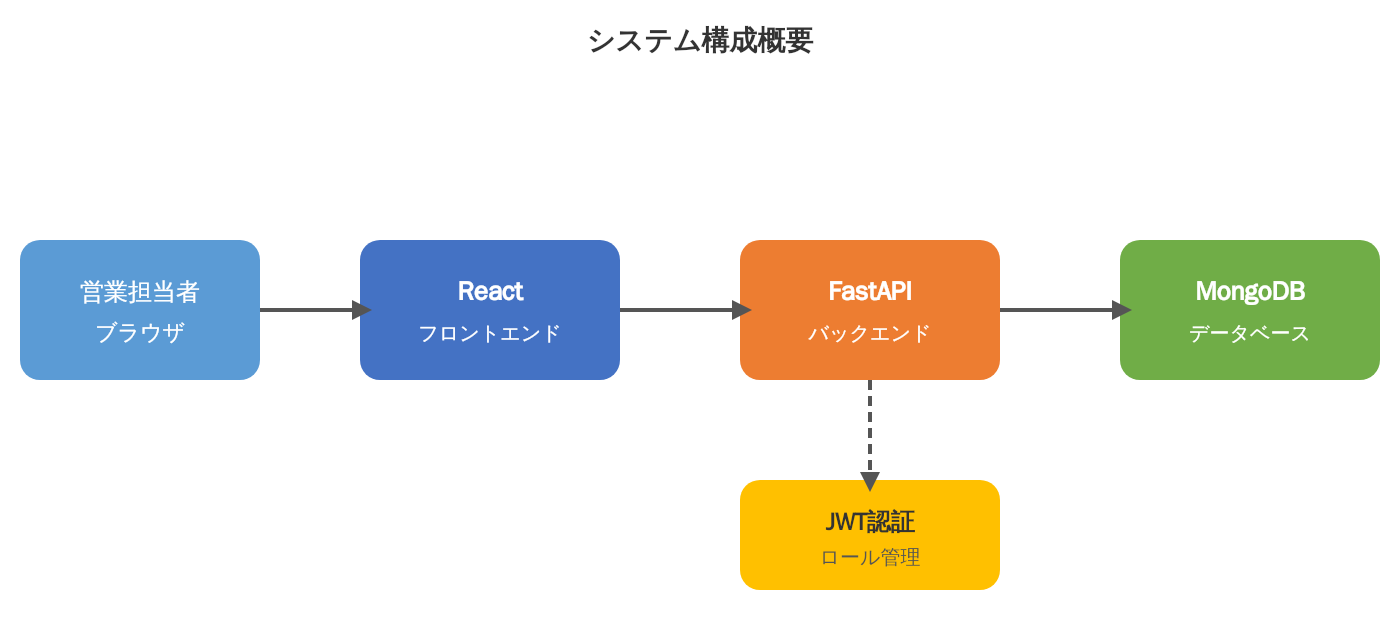 システム構成概要
営業担当者
ブラウザ
React
フロントエンド
FastAPI
バックエンド
MongoDB
データベース
JWT認証
ロール管理